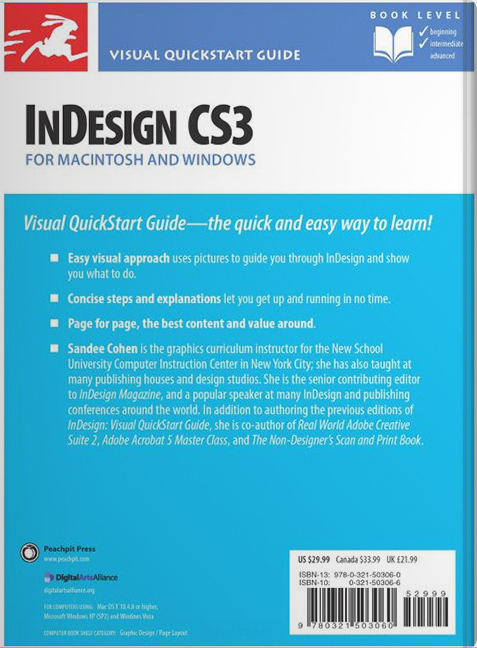 BOOK LEVEL
✓ beginning
✓ intermediate
advanced
VISUAL QUICKSTART GUIDE
INDESIGN CS3
FOR MACINTOSH AND WINDOWS
Visual QuickStart Guide—the quick and easy way to learn!
■ Easy visual approach uses pictures to guide you through InDesign and show
you what to do.
■ Concise steps and explanations let you get up and running in no time.
■ Page for page, the best content and value around.
■ Sandee Cohen is the graphics curriculum instructor for the New School
University Computer Instruction Center in New York City; she has also taught at
many publishing houses and design studios. She is the senior contributing editor
to InDesign Magazine, and a popular speaker at many InDesign and publishing
conferences around the world. In addition to authoring the previous editions of
InDesign: Visual QuickStart Guide, she is co-author of Real World Adobe Creative
Suite 2, Adobe Acrobat 5 Master Class, and The Non-Designer's Scan and Print Book.
Peachpit Press
www.peachpit.com
DigitalArtsAlliance
digitalartsalliance.org
FOR COMPUTERS USING: Mac OS X 10.4.8 or higher,
Microsoft Windows XP (SP2) and Windows Vista
COMPUTER BOOK SHELF CATEGORY: Graphic Design / Page Layout
US $29.99 Canada $33.99 UK £21.99
ISBN-13: 978-0-321-50306-0
ISBN-10: 0-321-50306-6
52999
9 780321 503060